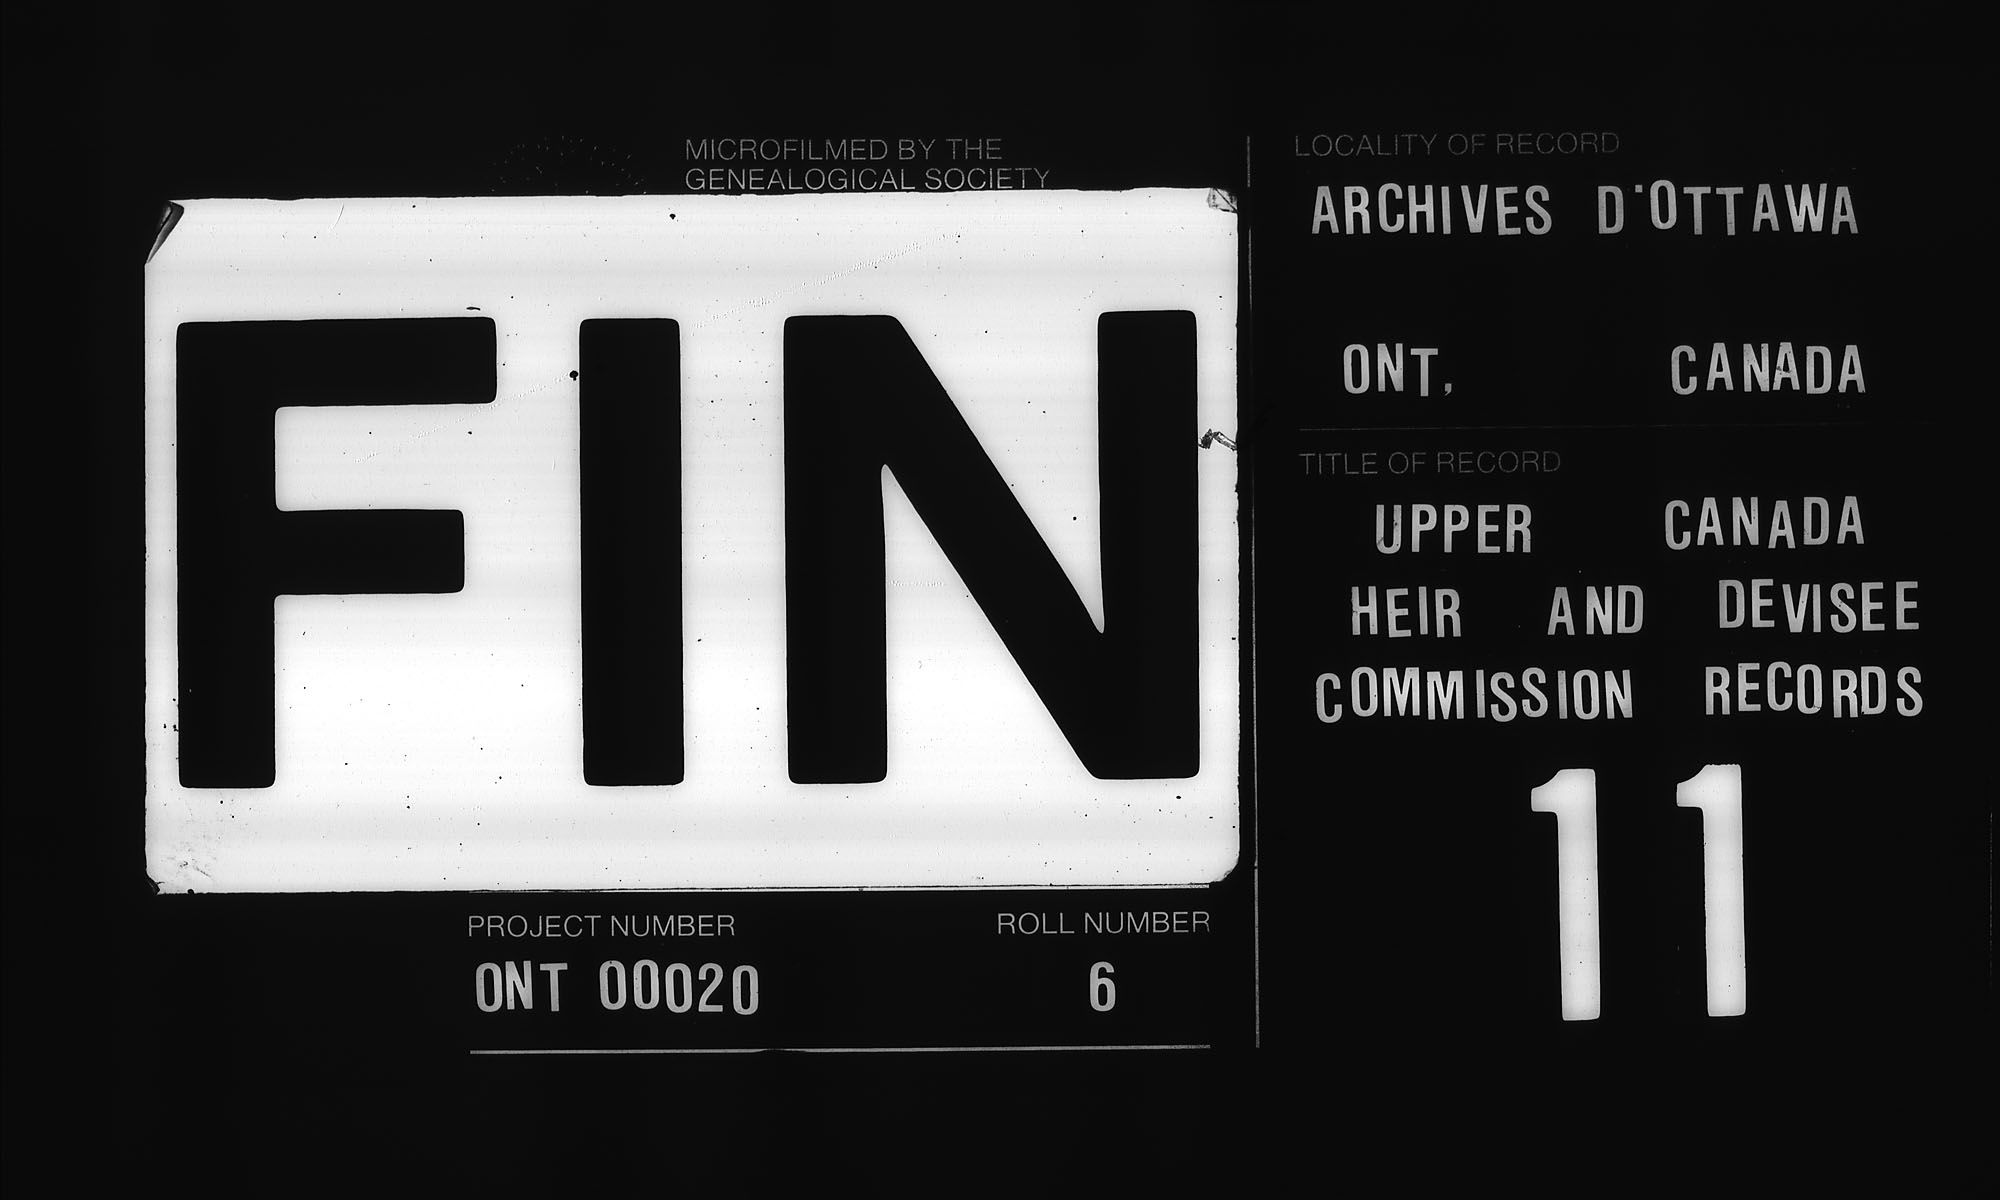 MICROFILMED BY THE
GENEALOGICAL SOCIETY
FIN
PROJECT NUMBER
ROLL NUMBER
ONT 00020
6
LOCALITY OF RECORD
ARCHIVES D'OTTAWA
ONT, CANADA
TITLE OF RECORD
UPPER CANADA
HEIR AND DEVISEE
COMMISSION RECORDS
11